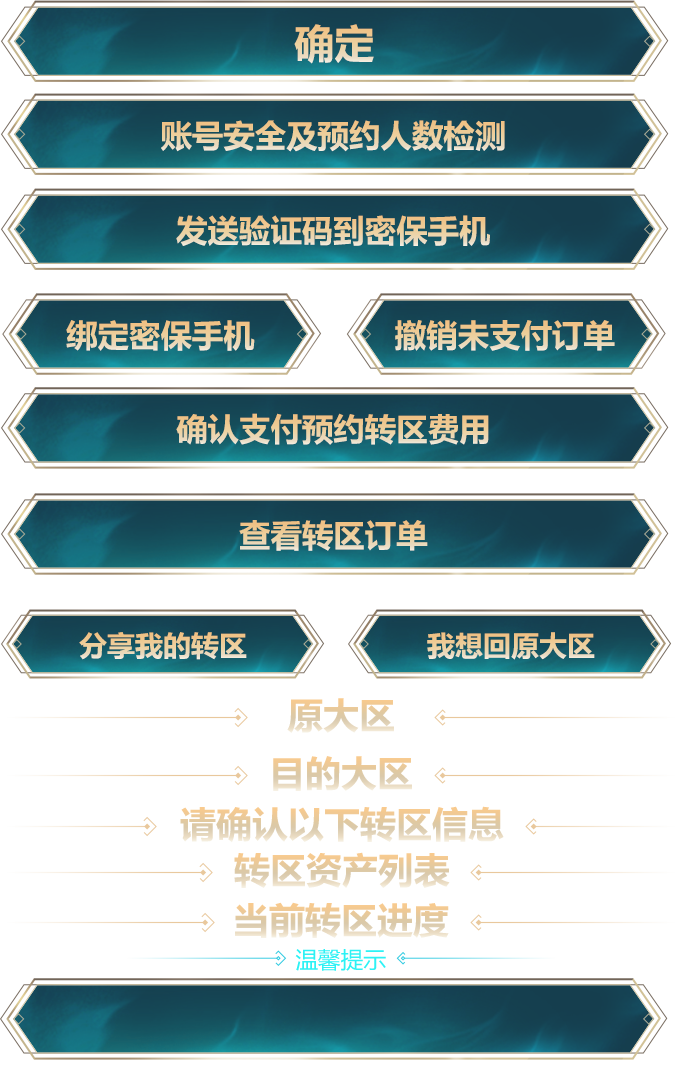 确定
账号安全及预约人数检测
发送验证码到密保手机
绑定密保手机
撤销未支付订单
确认支付预约转区费用
查看转区订单
分享我的转区
我想回原大区
原大区
目的大区
请确认以下转区信息
转区资产列表
当前转区进度
温馨提示